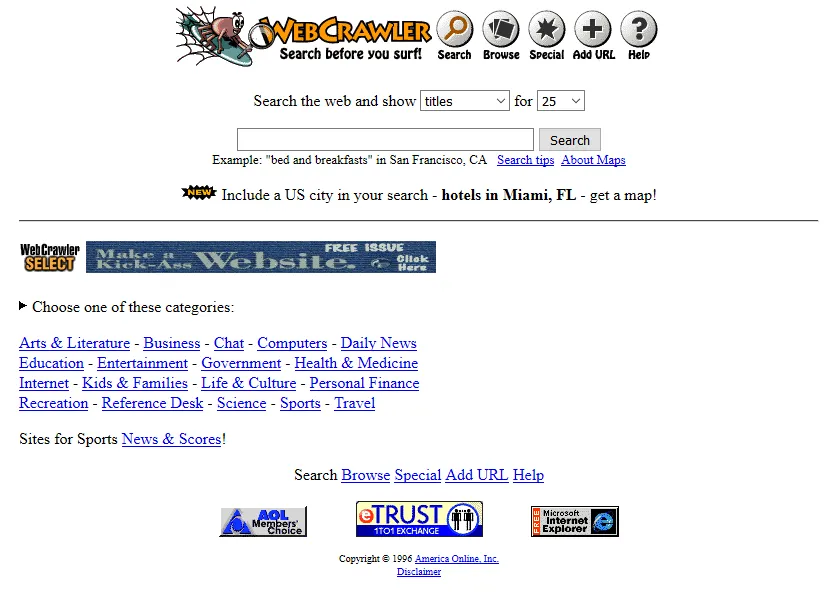 WEBCRAWLER
Search before you surf!
Search Browse Special Add URL Help
Search the web and show titles for 25
Search
Example: "bed and breakfasts" in San Francisco, CA Search tips About Maps
NEW Include a US city in your search - hotels in Miami, FL - get a map!
WebCrawler SELECT
Make a Kick-Ass Website. FREE ISSUE Click Here
Choose one of these categories:
Arts & Literature - Business - Chat - Computers - Daily News
Education - Entertainment - Government - Health & Medicine
Internet - Kids & Families - Life & Culture - Personal Finance
Recreation - Reference Desk - Science - Sports - Travel
Sites for Sports News & Scores!
Search Browse Special Add URL Help
AOL Members' Choice
eTRUST
1TO1 EXCHANGE
FREE Microsoft Internet Explorer
Copyright © 1996 America Online, Inc.
Disclaimer